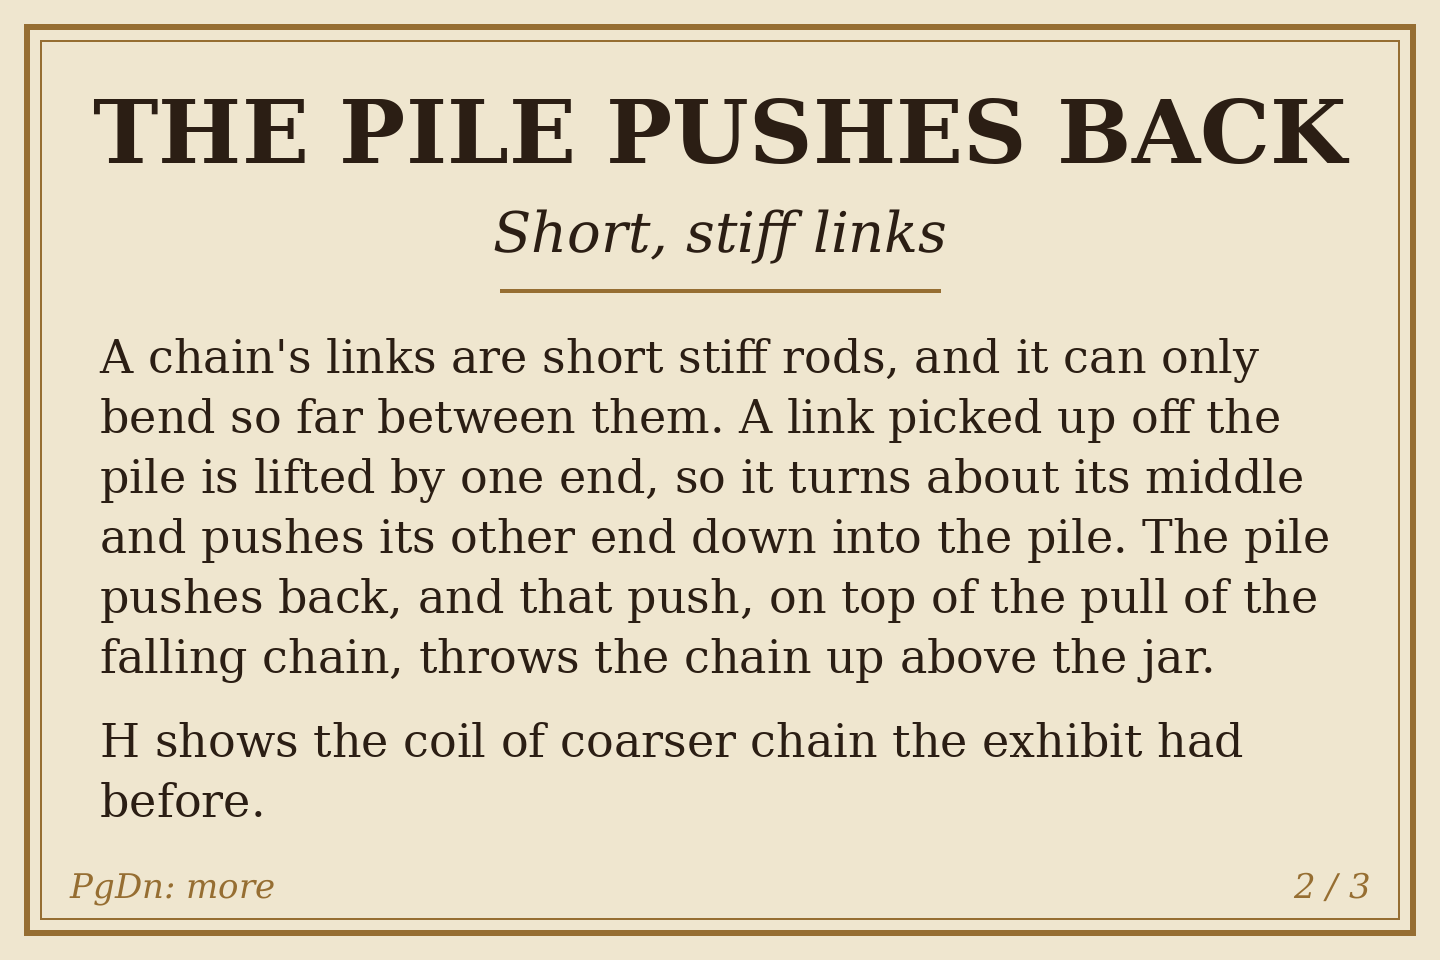 THE PILE PUSHES BACK
Short, stiff links
A chain's links are short stiff rods, and it can only
bend so far between them. A link picked up off the
pile is lifted by one end, so it turns about its middle
and pushes its other end down into the pile. The pile
pushes back, and that push, on top of the pull of the
falling chain, throws the chain up above the jar.
H shows the coil of coarser chain the exhibit had
before.
PgDn: more
2 / 3